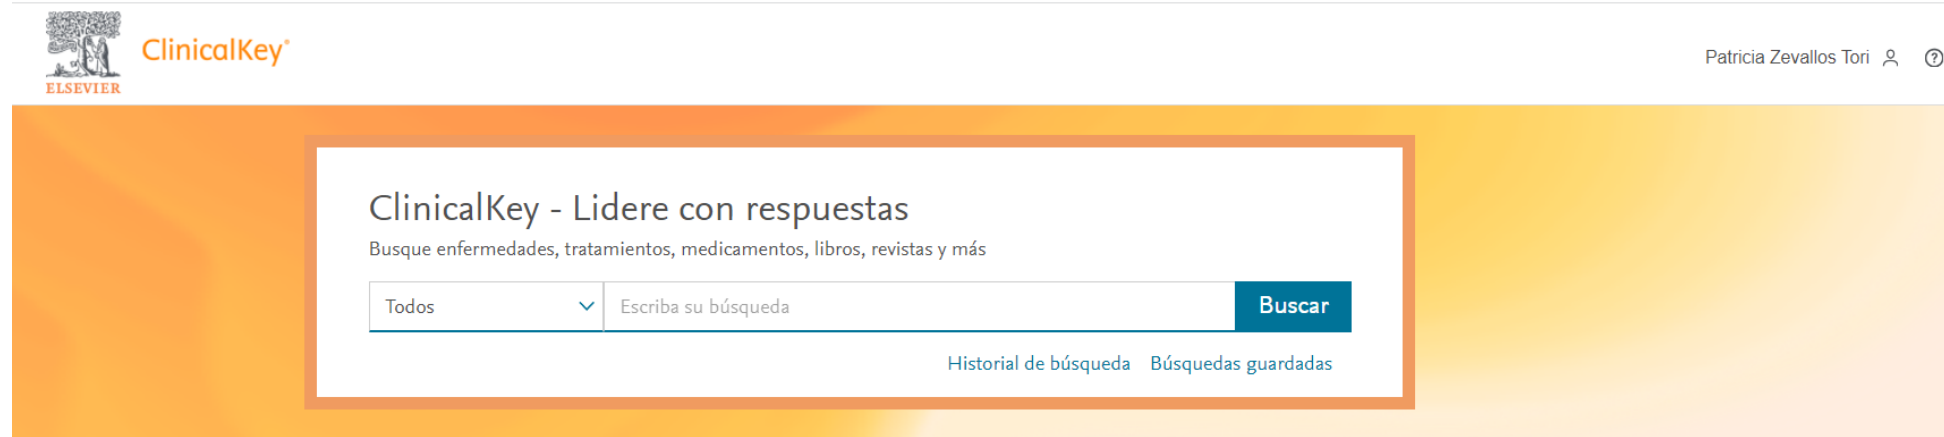 ClinicalKey®
ELSEVIER
Patricia Zevallos Tori
ClinicalKey - Lidere con respuestas
Busque enfermedades, tratamientos, medicamentos, libros, revistas y más
Todos
Escriba su búsqueda
Buscar
Historial de búsqueda Búsquedas guardadas